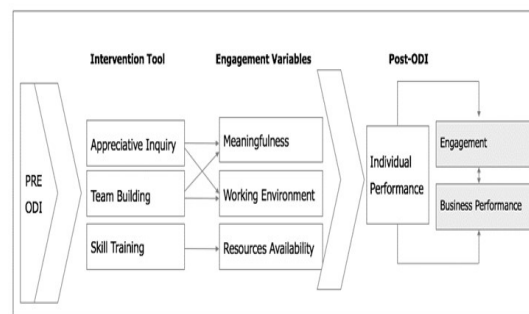 Intervention Tool
Engagement Variables
Post-ODI
PRE
ODI
Appreciative Inquiry
Team Building
Skill Training
Meaningfulness
Working Environment
Resources Availability
Individual
Performance
Engagement
Business Performance